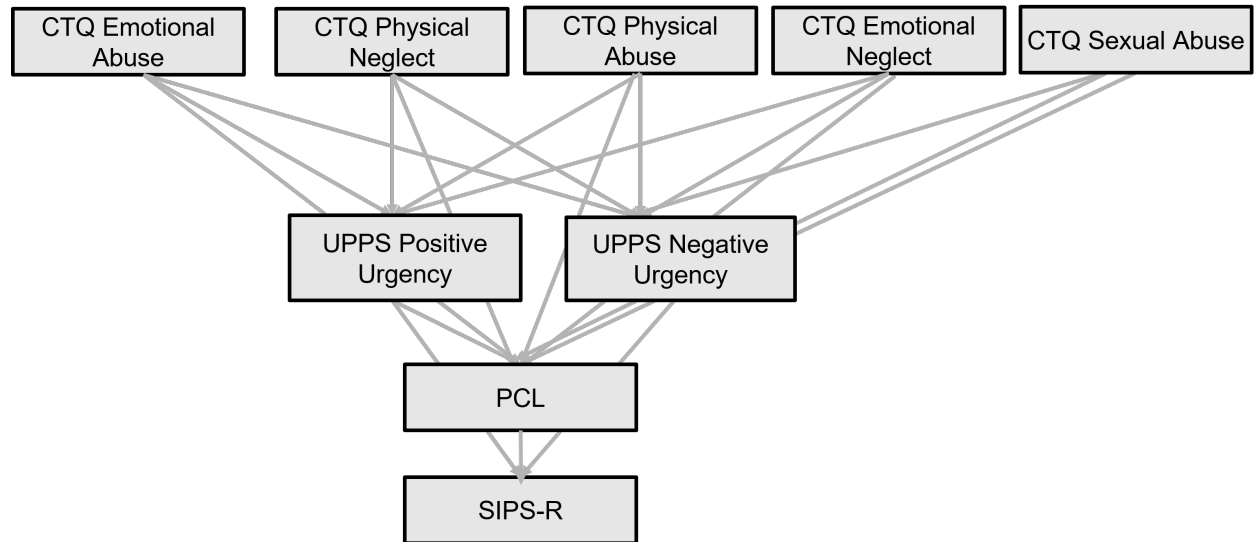 CTQ Emotional
Abuse
CTQ Physical
Neglect
CTQ Physical
Abuse
CTQ Emotional
Neglect
CTQ Sexual Abuse
UPPS Positive
Urgency
UPPS Negative
Urgency
PCL
SIPS-R